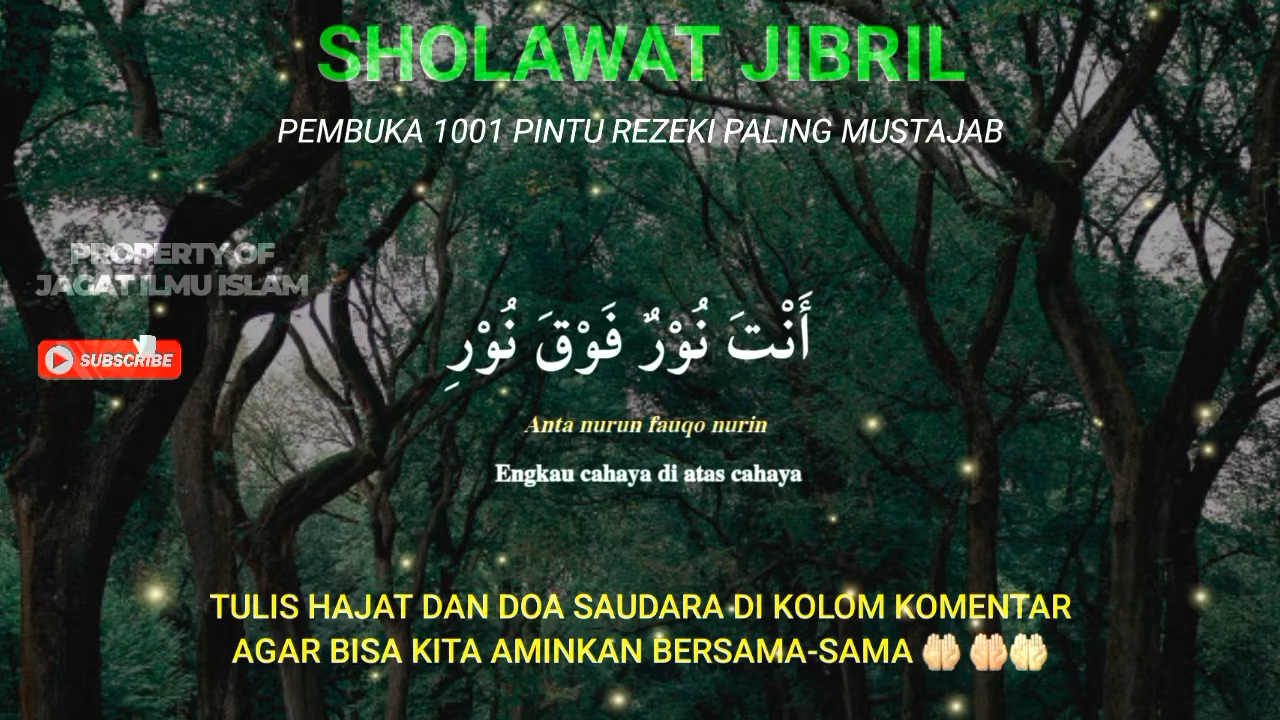 SHOLAWAT JIBRIL
PEMBUKA 1001 PINTU REZEKI PALING MUSTAJAB
PROPERTY OF
JAGAT ILMU ISLAM
SUBSCRIBE
أَنْتَ نُوْرٌ فَوْقَ نُوْرِ
Anta nurun fauqo nurin
Engkau cahaya di atas cahaya
TULIS HAJAT DAN DOA SAUDARA DI KOLOM KOMENTAR
AGAR BISA KITA AMINKAN BERSAMA-SAMA 🤲🏻 🤲🏼 🤲🏻